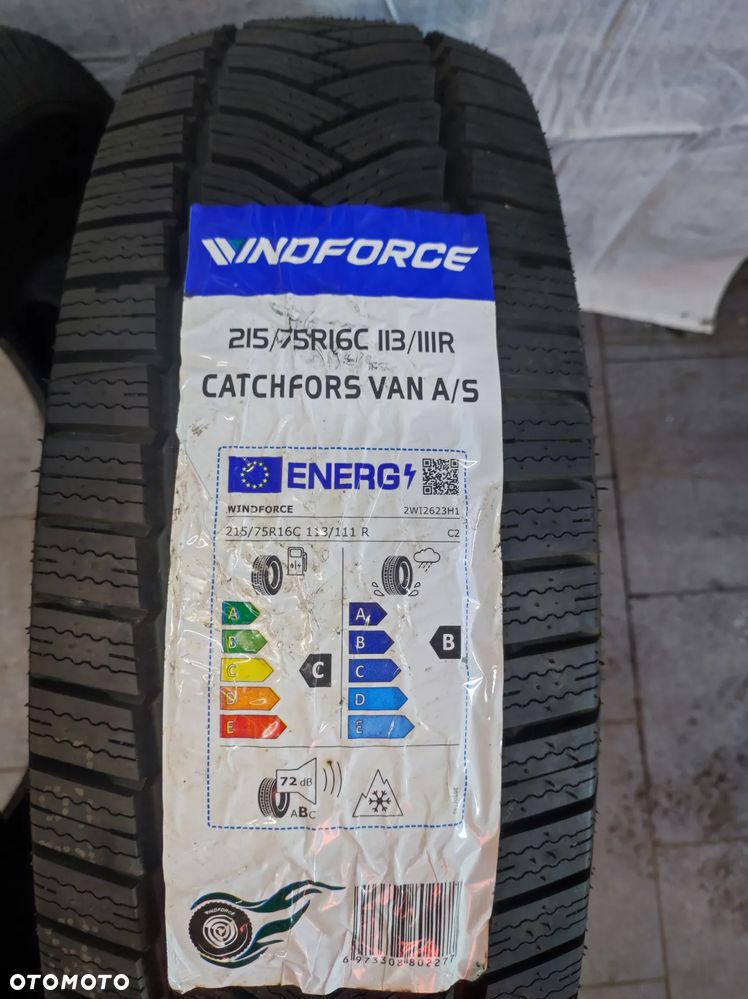 WINDFORCE
215/75R16C 113/111R
CATCHFORS VAN A/S
ENERG
WINDFORCE 2WI2623H1
215/75R16C 113/111 R C2
A A
B B B
C C C
D D
E E
72 dB
ABC
WINDFORCE
6973308802277
OTOMOTO